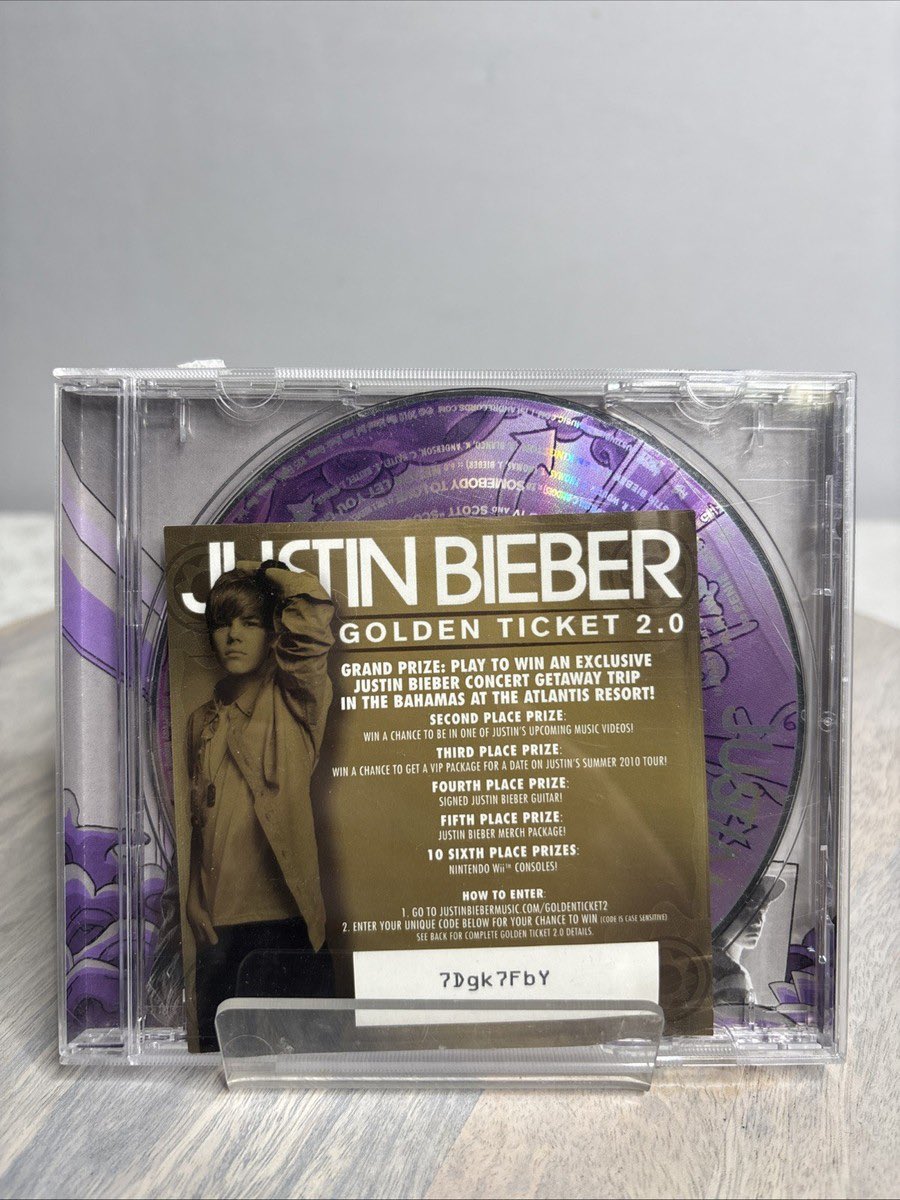 JUSTIN BIEBER
GOLDEN TICKET 2.0
GRAND PRIZE: PLAY TO WIN AN EXCLUSIVE
JUSTIN BIEBER CONCERT GETAWAY TRIP
IN THE BAHAMAS AT THE ATLANTIS RESORT!
SECOND PLACE PRIZE:
WIN A CHANCE TO BE IN ONE OF JUSTIN'S UPCOMING MUSIC VIDEOS!
THIRD PLACE PRIZE:
WIN A CHANCE TO GET A VIP PACKAGE FOR A DATE ON JUSTIN'S SUMMER 2010 TOUR!
FOURTH PLACE PRIZE:
SIGNED JUSTIN BIEBER GUITAR!
FIFTH PLACE PRIZE:
JUSTIN BIEBER MERCH PACKAGE!
10 SIXTH PLACE PRIZES:
NINTENDO Wii™ CONSOLES!
HOW TO ENTER:
1. GO TO JUSTINBIEBERMUSIC.COM/GOLDENTICKET2
2. ENTER YOUR UNIQUE CODE BELOW FOR YOUR CHANCE TO WIN (CODE IS CASE SENSITIVE)
SEE BACK FOR COMPLETE GOLDEN TICKET 2.0 DETAILS.
7Dgk7FbY
SOMEBODY TO
AND SCOTT